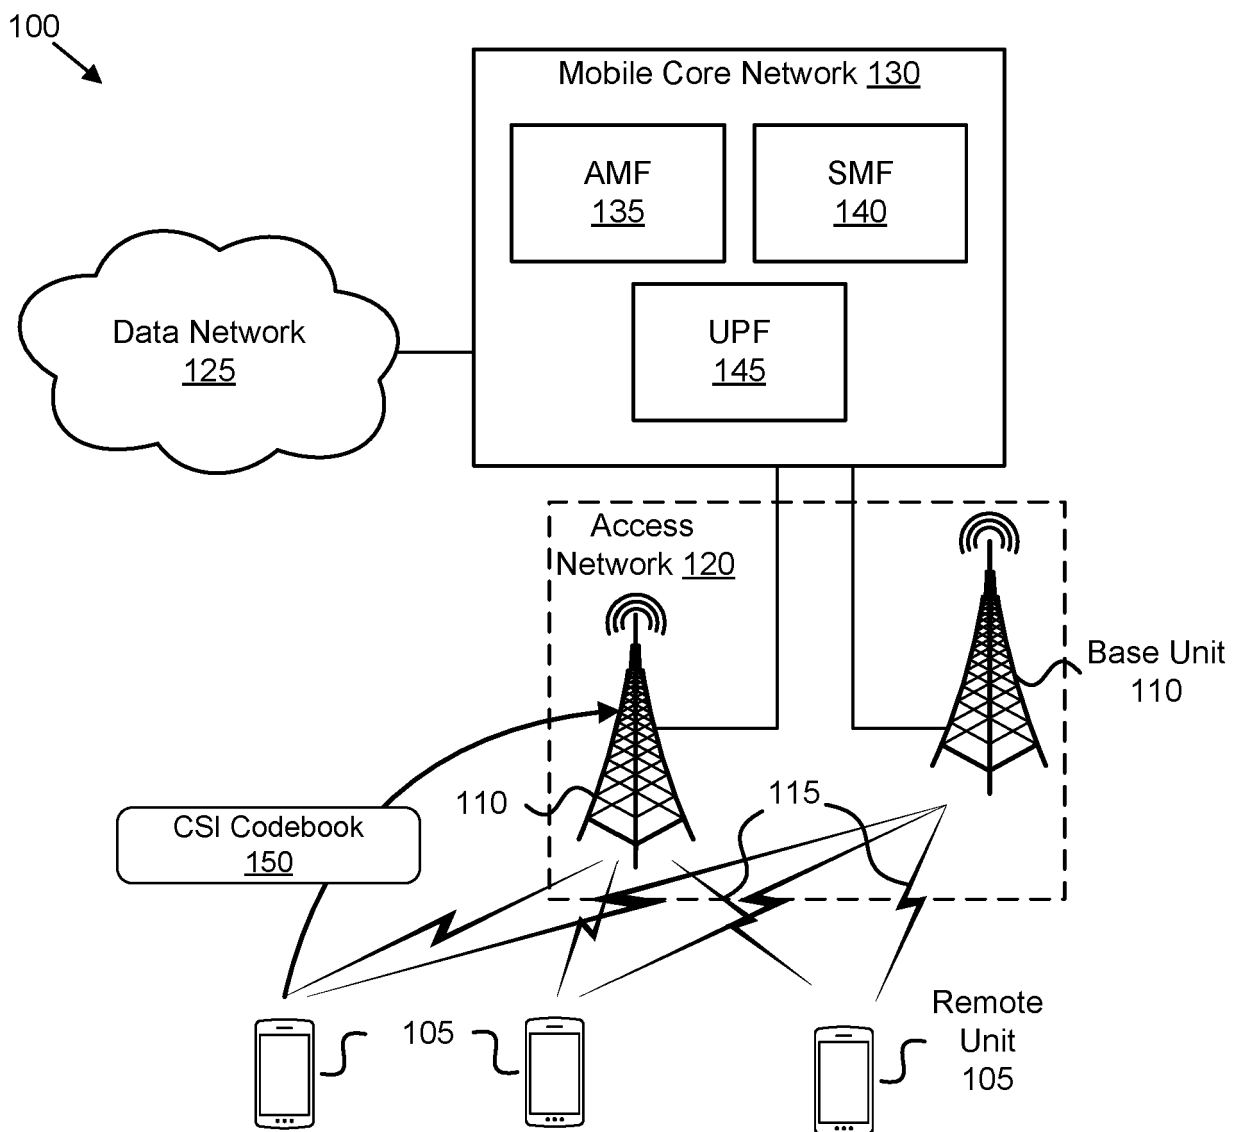 100
Mobile Core Network 130
AMF
135
SMF
140
Data Network
125
UPF
145
Access
Network 120
Base Unit
110
110
115
CSI Codebook
150
105
Remote
Unit
105